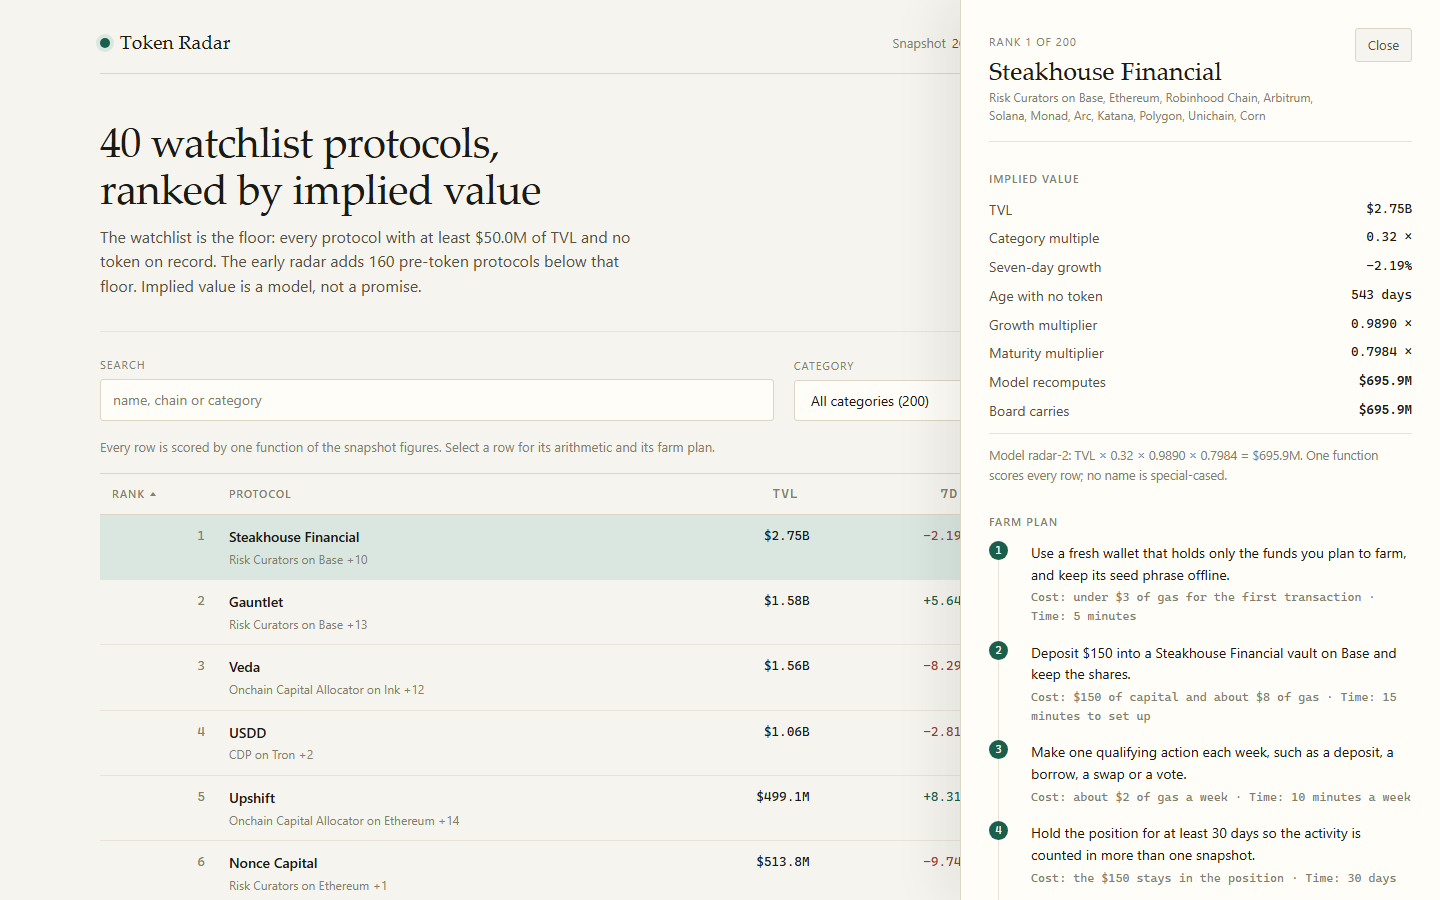 Token Radar
Snapshot 2
40 watchlist protocols,
ranked by implied value
The watchlist is the floor: every protocol with at least $50.0M of TVL and no
token on record. The early radar adds 160 pre-token protocols below that
floor. Implied value is a model, not a promise.
SEARCH
CATEGORY
name, chain or category
All categories (200)
Every row is scored by one function of the snapshot figures. Select a row for its arithmetic and its farm plan.
RANK ▲ PROTOCOL TVL 7D
1 Steakhouse Financial $2.75B −2.19
Risk Curators on Base +10
2 Gauntlet $1.58B +5.64
Risk Curators on Base +13
3 Veda $1.56B −8.29
Onchain Capital Allocator on Ink +12
4 USDD $1.06B −2.81
CDP on Tron +2
5 Upshift $499.1M +8.31
Onchain Capital Allocator on Ethereum +14
6 Nonce Capital $513.8M −9.74
Risk Curators on Ethereum +1
RANK 1 OF 200
Close
Steakhouse Financial
Risk Curators on Base, Ethereum, Robinhood Chain, Arbitrum,
Solana, Monad, Arc, Katana, Polygon, Unichain, Corn
IMPLIED VALUE
TVL $2.75B
Category multiple 0.32 ×
Seven-day growth −2.19%
Age with no token 543 days
Growth multiplier 0.9890 ×
Maturity multiplier 0.7984 ×
Model recomputes $695.9M
Board carries $695.9M
Model radar-2: TVL × 0.32 × 0.9890 × 0.7984 = $695.9M. One function
scores every row; no name is special-cased.
FARM PLAN
1 Use a fresh wallet that holds only the funds you plan to farm,
and keep its seed phrase offline.
Cost: under $3 of gas for the first transaction ·
Time: 5 minutes
2 Deposit $150 into a Steakhouse Financial vault on Base and
keep the shares.
Cost: $150 of capital and about $8 of gas · Time: 15
minutes to set up
3 Make one qualifying action each week, such as a deposit, a
borrow, a swap or a vote.
Cost: about $2 of gas a week · Time: 10 minutes a week
4 Hold the position for at least 30 days so the activity is
counted in more than one snapshot.
Cost: the $150 stays in the position · Time: 30 days